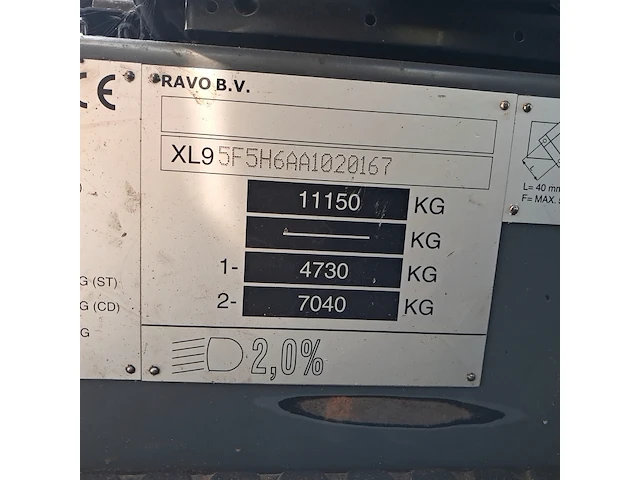 CE
RAVO B.V.
XL95F5H6AA1020167
11150 KG
KG
1- 4730 KG
2- 7040 KG
2,0%
G (ST)
G (CD)
G
L= 40 mm
F= MAX.